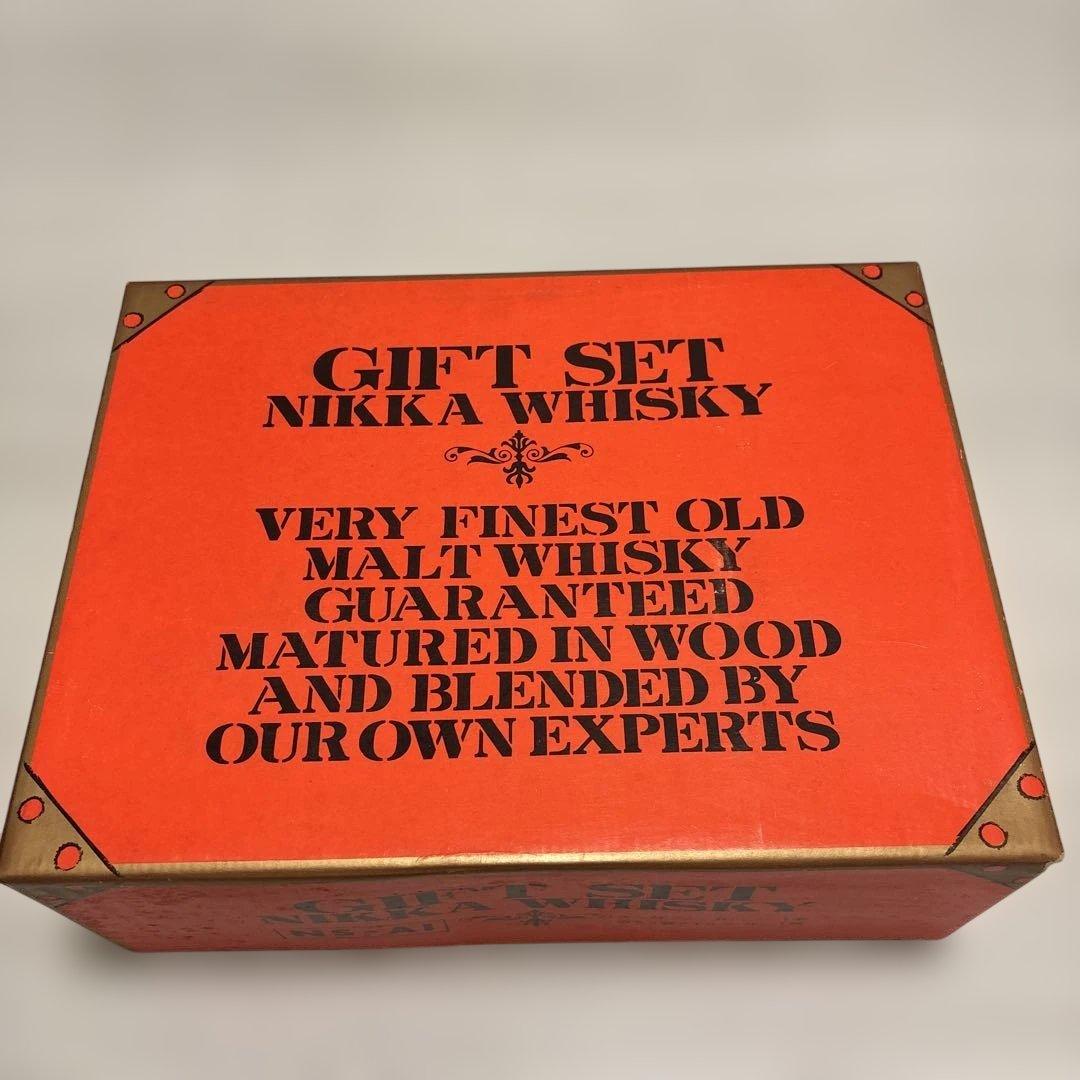 GIFT SET
NIKKA WHISKY
VERY FINEST OLD
MALT WHISKY
GUARANTEED
MATURED IN WOOD
AND BLENDED BY
OUR OWN EXPERTS
GIFT SET
NIKKA WHISKY